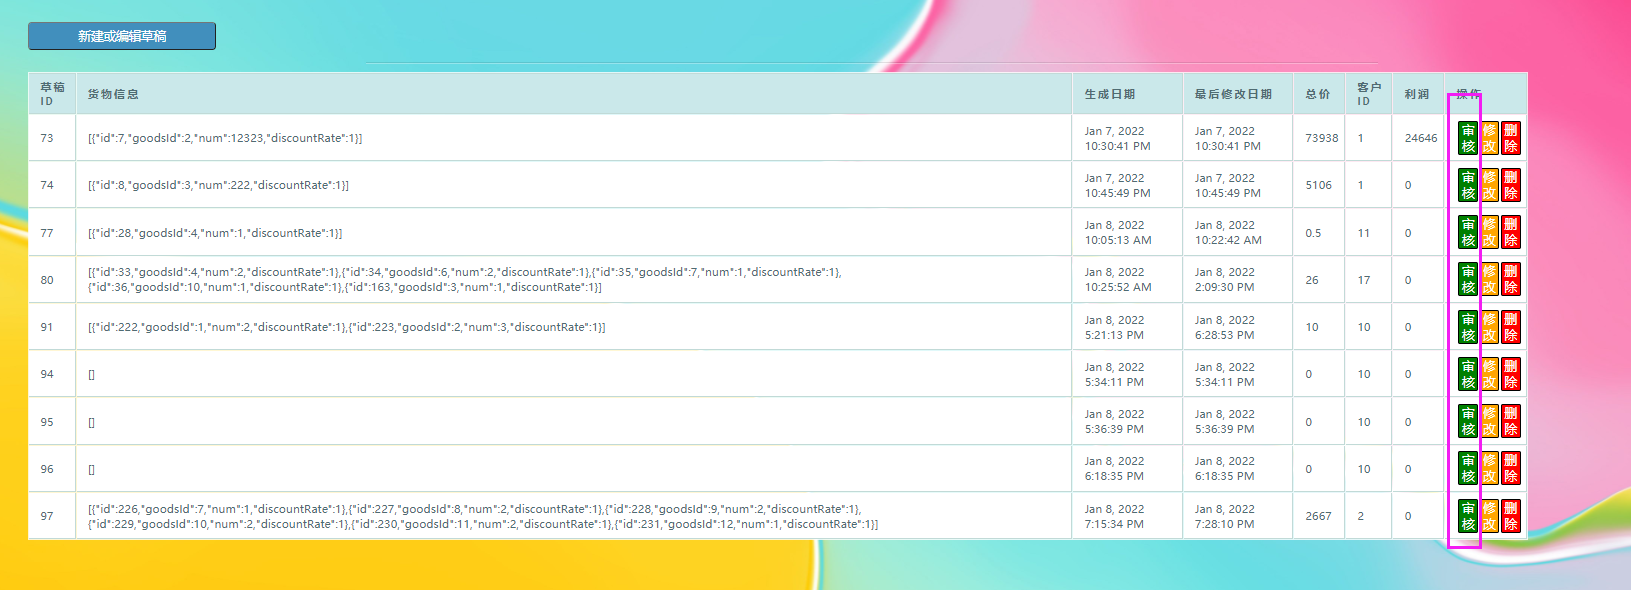 新建或编辑草稿
草稿ID 货物信息 生成日期 最后修改日期 总价 客户ID 利润 操作
73 [{"id":7,"goodsId":2,"num":12323,"discountRate":1}] Jan 7, 2022 10:30:41 PM Jan 7, 2022 10:30:41 PM 73938 1 24646 审核 修改 删除
74 [{"id":8,"goodsId":3,"num":222,"discountRate":1}] Jan 7, 2022 10:45:49 PM Jan 7, 2022 10:45:49 PM 5106 1 0 审核 修改 删除
77 [{"id":28,"goodsId":4,"num":1,"discountRate":1}] Jan 8, 2022 10:05:13 AM Jan 8, 2022 10:22:42 AM 0.5 11 0 审核 修改 删除
80 [{"id":33,"goodsId":4,"num":2,"discountRate":1},{"id":34,"goodsId":6,"num":2,"discountRate":1},{"id":35,"goodsId":7,"num":1,"discountRate":1},
{"id":36,"goodsId":10,"num":1,"discountRate":1},{"id":163,"goodsId":3,"num":1,"discountRate":1}] Jan 8, 2022 10:25:52 AM Jan 8, 2022 2:09:30 PM 26 17 0 审核 修改 删除
91 [{"id":222,"goodsId":1,"num":2,"discountRate":1},{"id":223,"goodsId":2,"num":3,"discountRate":1}] Jan 8, 2022 5:21:13 PM Jan 8, 2022 6:28:53 PM 10 10 0 审核 修改 删除
94 [] Jan 8, 2022 5:34:11 PM Jan 8, 2022 5:34:11 PM 0 10 0 审核 修改 删除
95 [] Jan 8, 2022 5:36:39 PM Jan 8, 2022 5:36:39 PM 0 10 0 审核 修改 删除
96 [] Jan 8, 2022 6:18:35 PM Jan 8, 2022 6:18:35 PM 0 10 0 审核 修改 删除
97 [{"id":226,"goodsId":7,"num":1,"discountRate":1},{"id":227,"goodsId":8,"num":2,"discountRate":1},{"id":228,"goodsId":9,"num":2,"discountRate":1},
{"id":229,"goodsId":10,"num":2,"discountRate":1},{"id":230,"goodsId":11,"num":2,"discountRate":1},{"id":231,"goodsId":12,"num":1,"discountRate":1}] Jan 8, 2022 7:15:34 PM Jan 8, 2022 7:28:10 PM 2667 2 0 审核 修改 删除